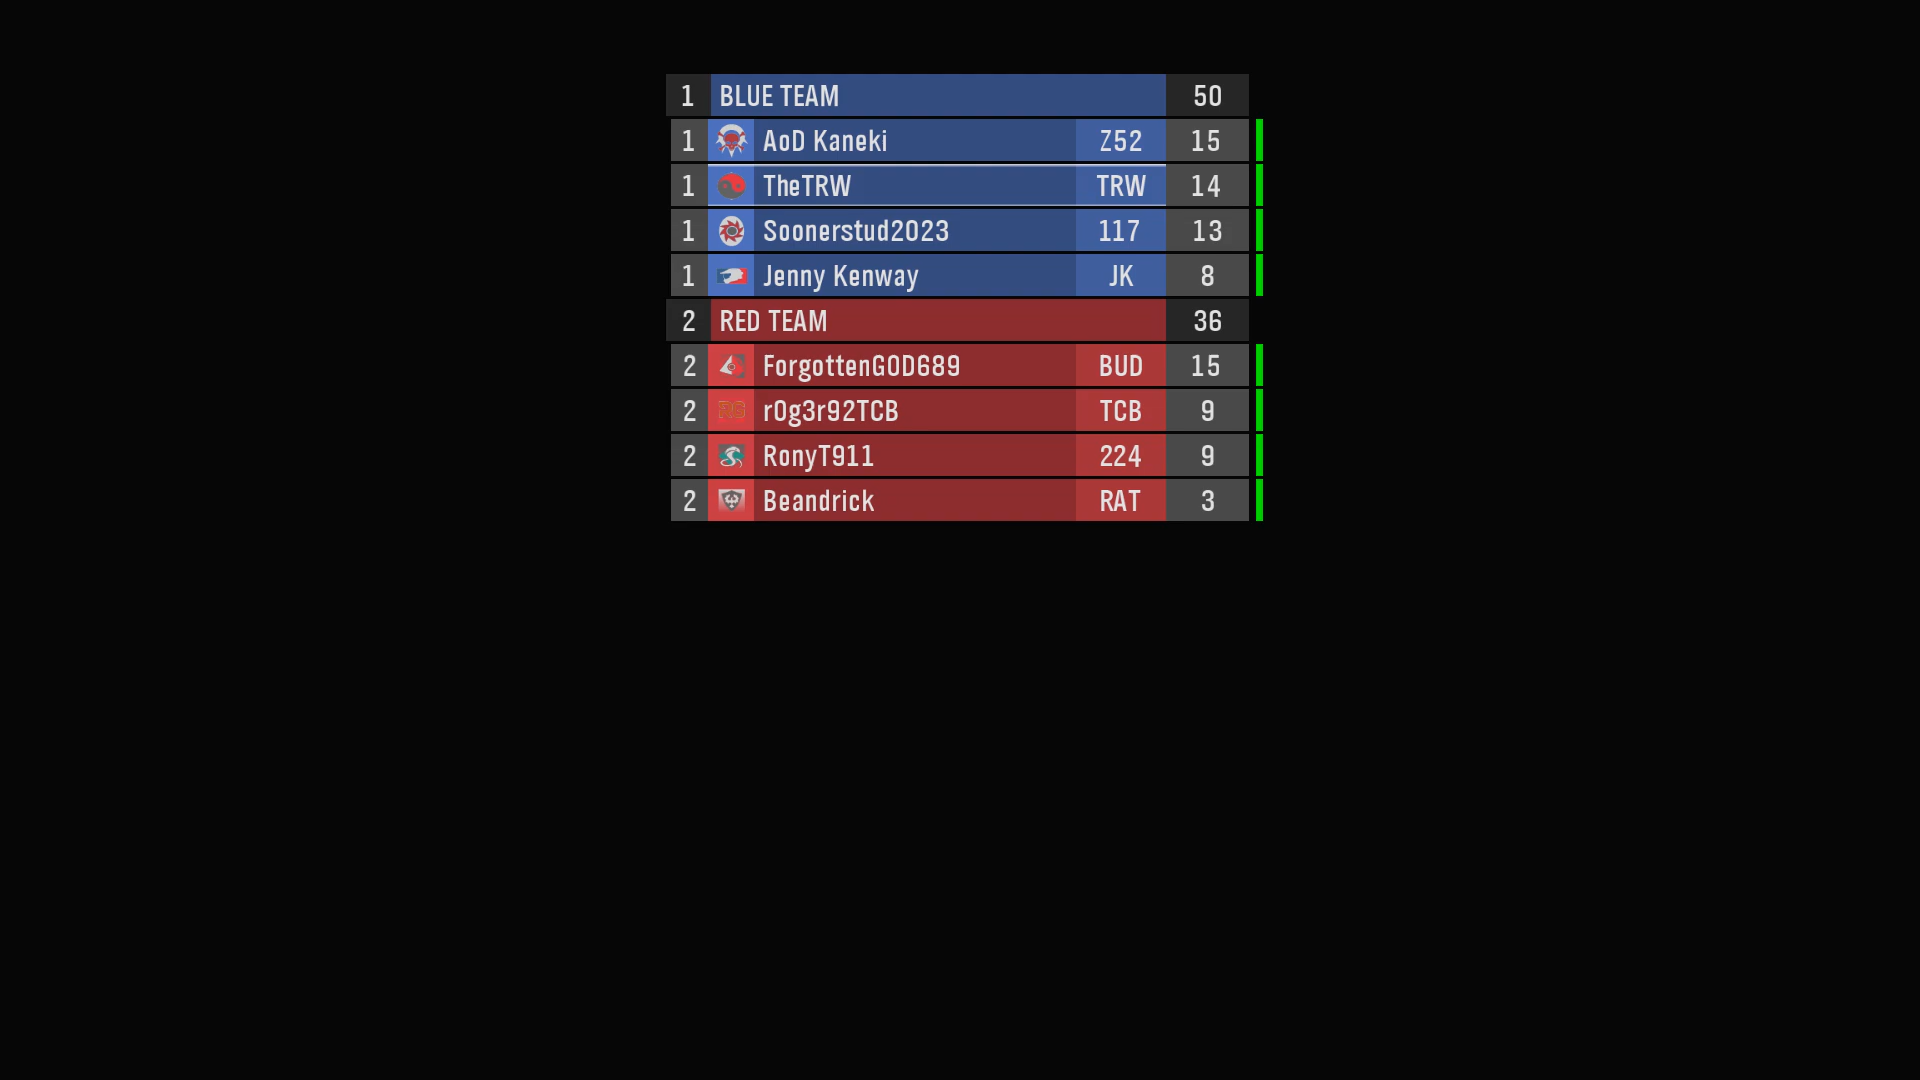 1 BLUE TEAM 50
1 AoD Kaneki Z52 15
1 TheTRW TRW 14
1 Soonerstud2023 117 13
1 Jenny Kenway JK 8
2 RED TEAM 36
2 ForgottenGOD689 BUD 15
2 RG r0g3r92TCB TCB 9
2 RonyT911 224 9
2 Beandrick RAT 3